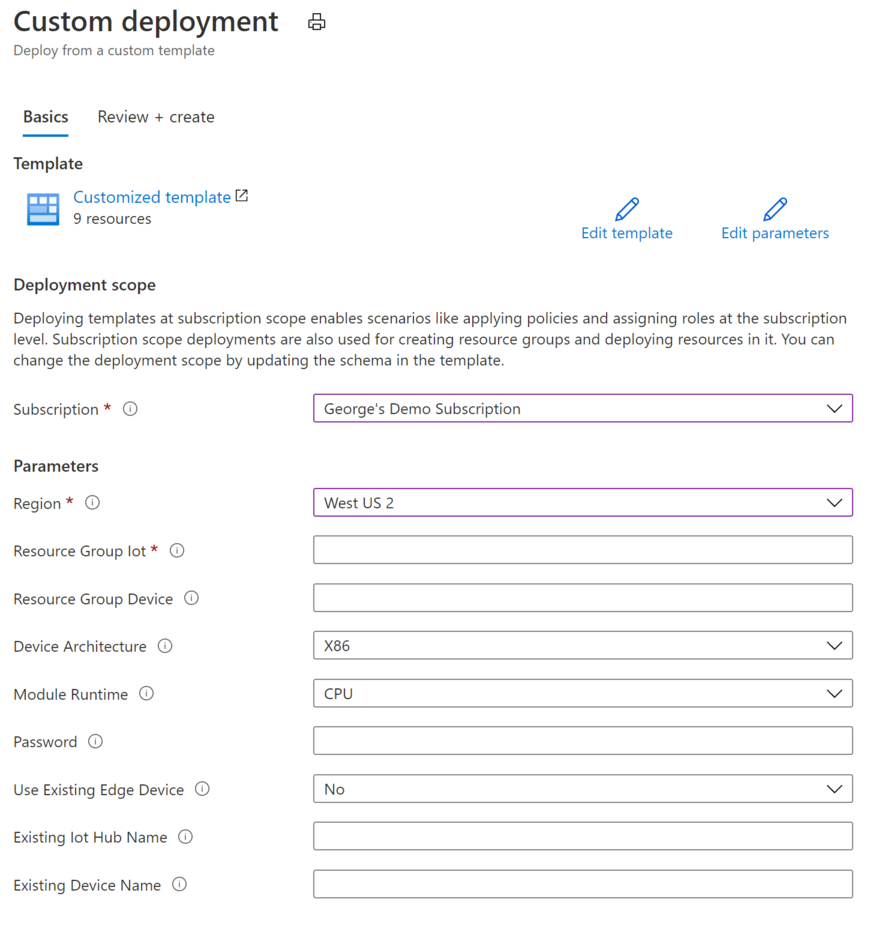 Custom deployment
Deploy from a custom template
Basics Review + create
Template
Customized template
9 resources
Edit template Edit parameters
Deployment scope
Deploying templates at subscription scope enables scenarios like applying policies and assigning roles at the subscription
level. Subscription scope deployments are also used for creating resource groups and deploying resources in it. You can
change the deployment scope by updating the schema in the template.
Subscription * George's Demo Subscription
Parameters
Region * West US 2
Resource Group Iot *
Resource Group Device
Device Architecture X86
Module Runtime CPU
Password
Use Existing Edge Device No
Existing Iot Hub Name
Existing Device Name